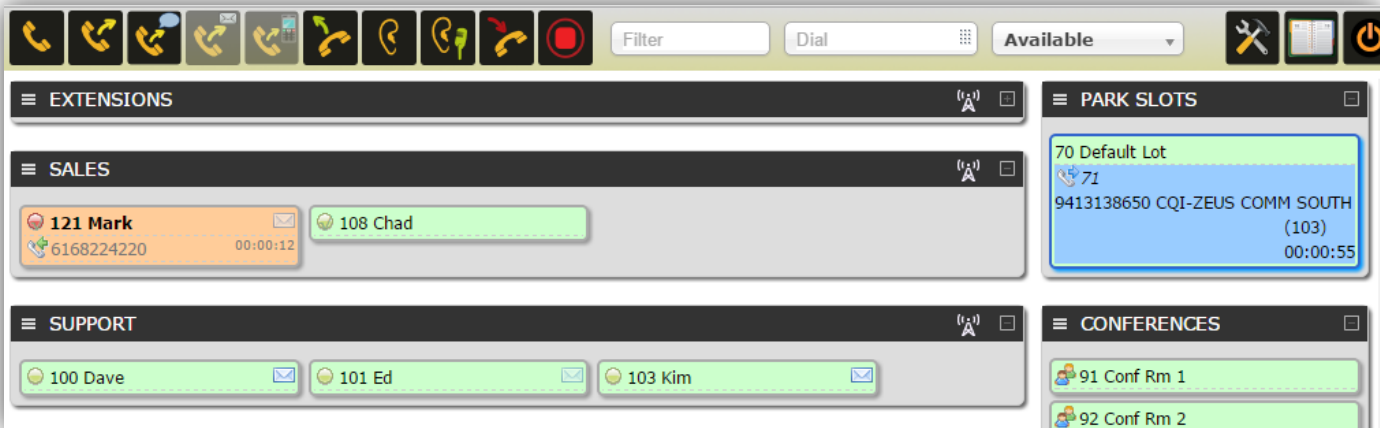 Filter
Dial
Available
EXTENSIONS
SALES
121 Mark
6168224220 00:00:12
108 Chad
SUPPORT
100 Dave
101 Ed
103 Kim
PARK SLOTS
70 Default Lot
71
9413138650 CQI-ZEUS COMM SOUTH
(103)
00:00:55
CONFERENCES
91 Conf Rm 1
92 Conf Rm 2